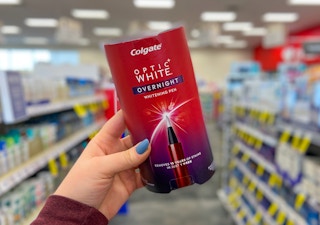 Colgate
OPTIC
WHITE
OVERNIGHT
WHITENING PEN